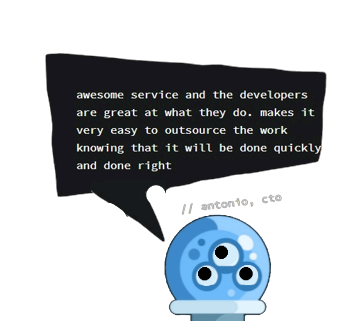 awesome service and the developers
are great at what they do. makes it
very easy to outsource the work
knowing that it will be done quickly
and done right
// antonio, cto